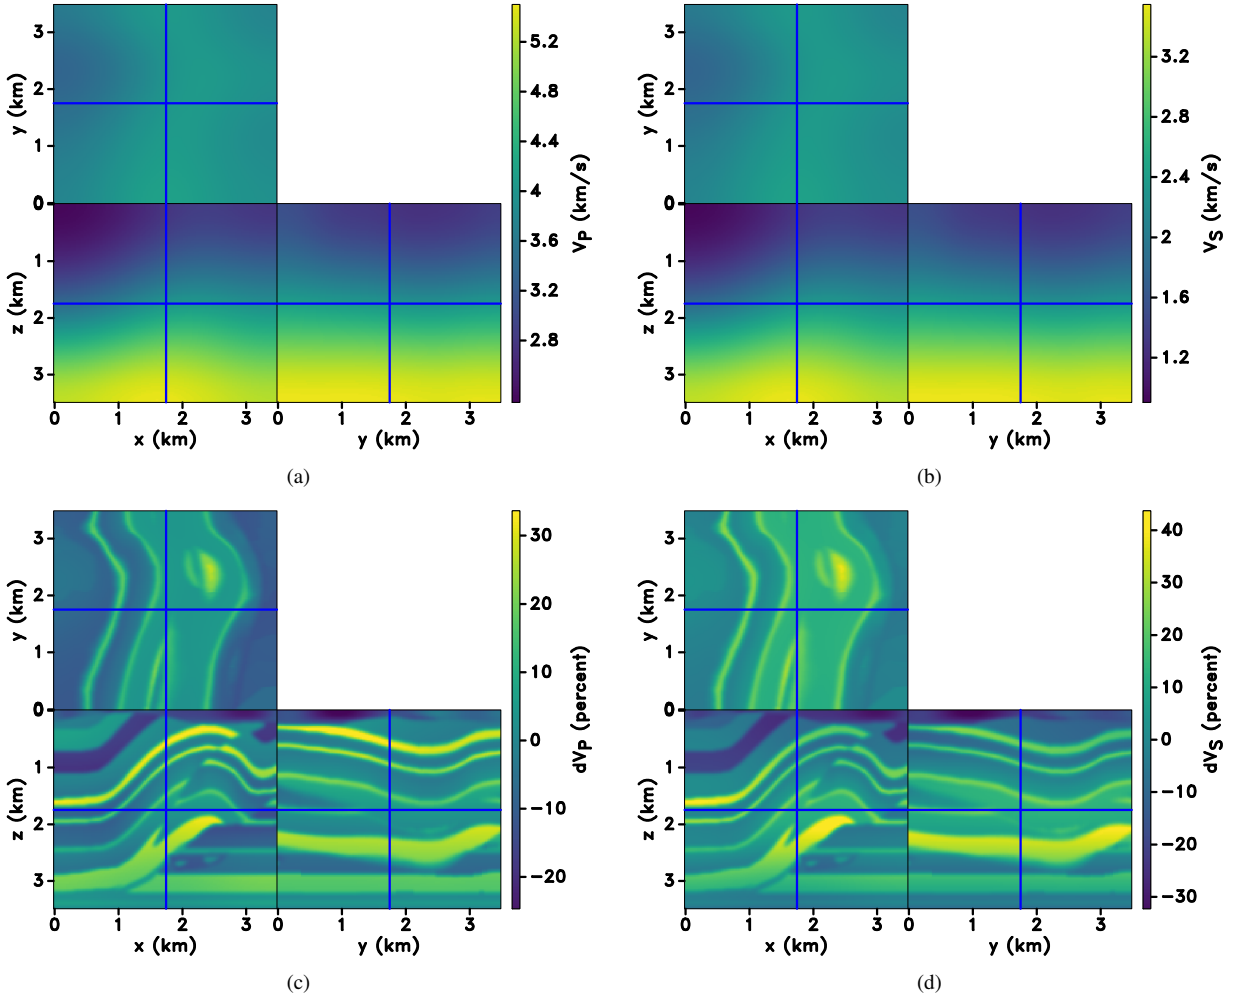 3
2
1
0
y (km)
1
2
3
z (km)
0 1 2 3 0 1 2 3
x (km) y (km)
5.2
4.8
4.4
4
3.6
3.2
2.8
V_P (km/s)
(a)
3
2
1
0
y (km)
1
2
3
z (km)
0 1 2 3 0 1 2 3
x (km) y (km)
3.2
2.8
2.4
2
1.6
1.2
V_S (km/s)
(b)
3
2
1
0
y (km)
1
2
3
z (km)
0 1 2 3 0 1 2 3
x (km) y (km)
30
20
10
0
−10
−20
dV_P (percent)
(c)
3
2
1
0
y (km)
1
2
3
z (km)
0 1 2 3 0 1 2 3
x (km) y (km)
40
30
20
10
0
−10
−20
−30
dV_S (percent)
(d)